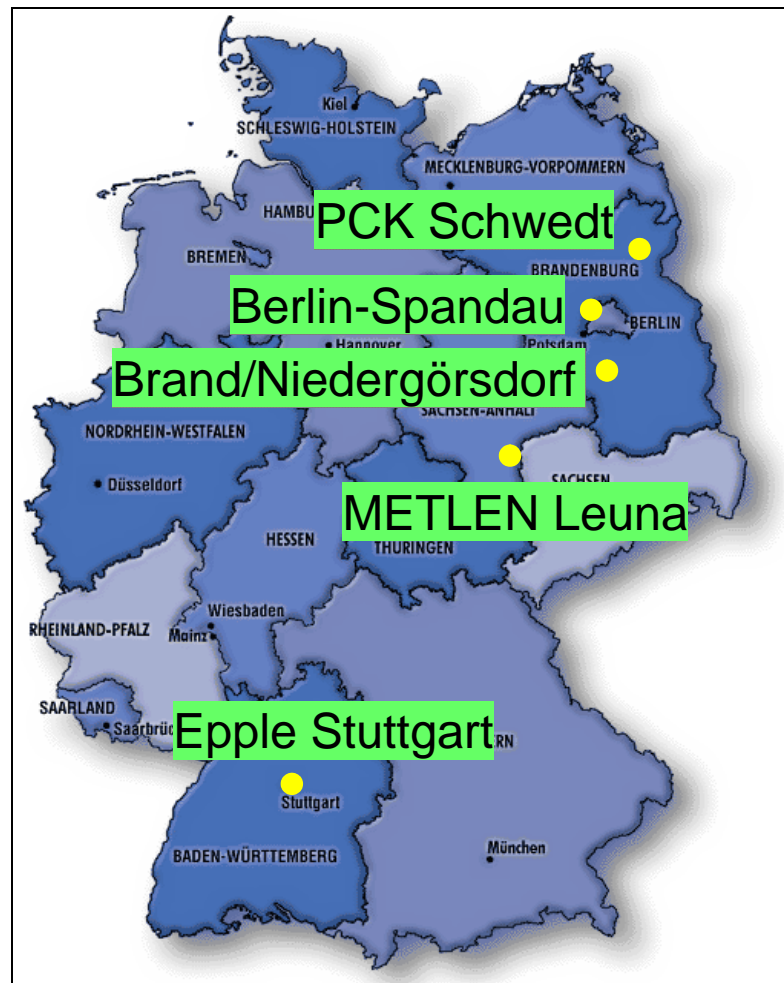 Kiel
SCHLESWIG-HOLSTEIN
MECKLENBURG-VORPOMMERN
HAMBU
PCK Schwedt
BREMEN
BRANDENBURG
Berlin-Spandau
BERLIN
Hannover
Potsdam
Brand/Niedergörsdorf
SACHSEN-ANHALT
NORDRHEIN-WESTFALEN
Düsseldorf
SACHSEN
METLEN Leuna
HESSEN
THÜRINGEN
Wiesbaden
RHEINLAND-PFALZ
Mainz
SAARLAND
Saarbrüc
Epple Stuttgart
ERN
Stuttgart
BADEN-WÜRTTEMBERG
München